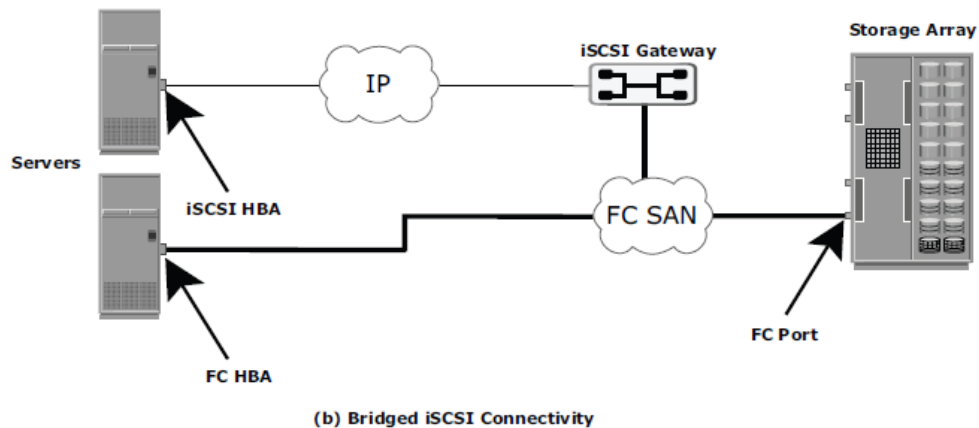 Storage Array
iSCSI Gateway
IP
Servers
iSCSI HBA
FC SAN
FC Port
FC HBA
(b) Bridged iSCSI Connectivity